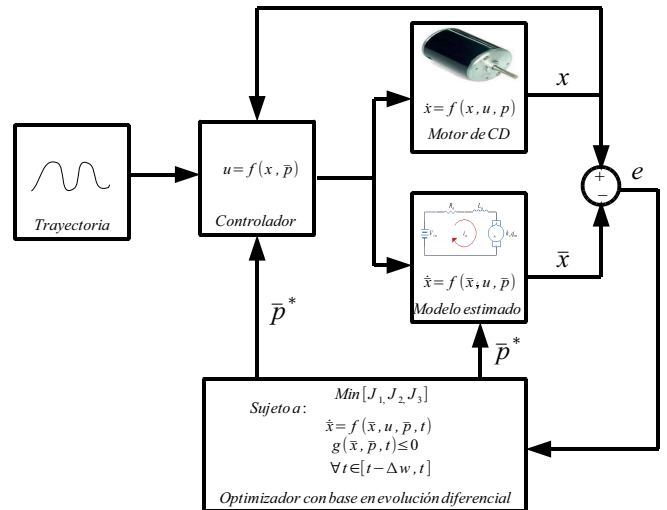 x
ẋ=f(x,u,p)
Motor de CD
u=f(x,p̄)
Controlador
Trayectoria
+
−
e
x̄
x̄̇=f(x̄,u,p̄)
Modelo estimado
p̄*
p̄*
Min[J₁,J₂,J₃]
Sujeto a:
x̄̇=f(x̄,u,p̄,t)
g(x̄,p̄,t)≤0
∀t∈[t−Δw,t]
Optimizador con base en evolución diferencial